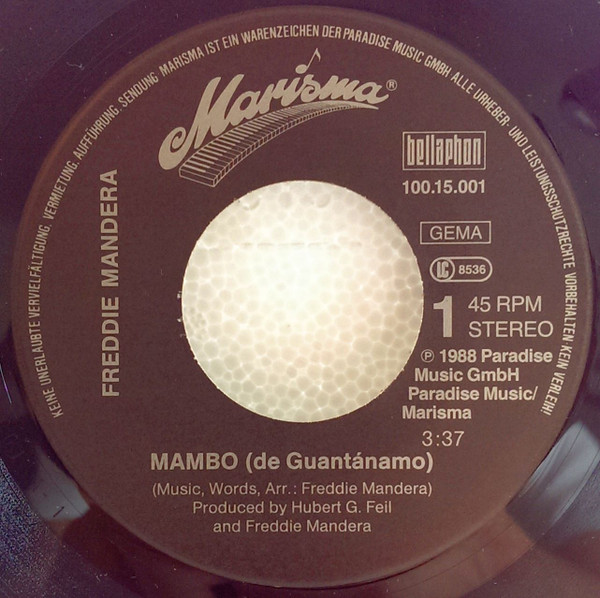 KEINE UNERLAUBTE VERVIELFÄLTIGUNG, VERMIETUNG, AUFFÜHRUNG, SENDUNG. MARISMA IST EIN WARENZEICHEN DER PARADISE MUSIC GMBH ALLE URHEBER- UND LEISTUNGSSCHUTZRECHTE VORBEHALTEN KEIN VERLEIH!
Marisma®
bellaphon
100.15.001
FREDDIE MANDERA
GEMA
LC 8536
1
45 RPM
STEREO
℗ 1988 Paradise
Music GmbH
Paradise Music/
Marisma
3:37
MAMBO (de Guantánamo)
(Music, Words, Arr.: Freddie Mandera)
Produced by Hubert G. Feil
and Freddie Mandera